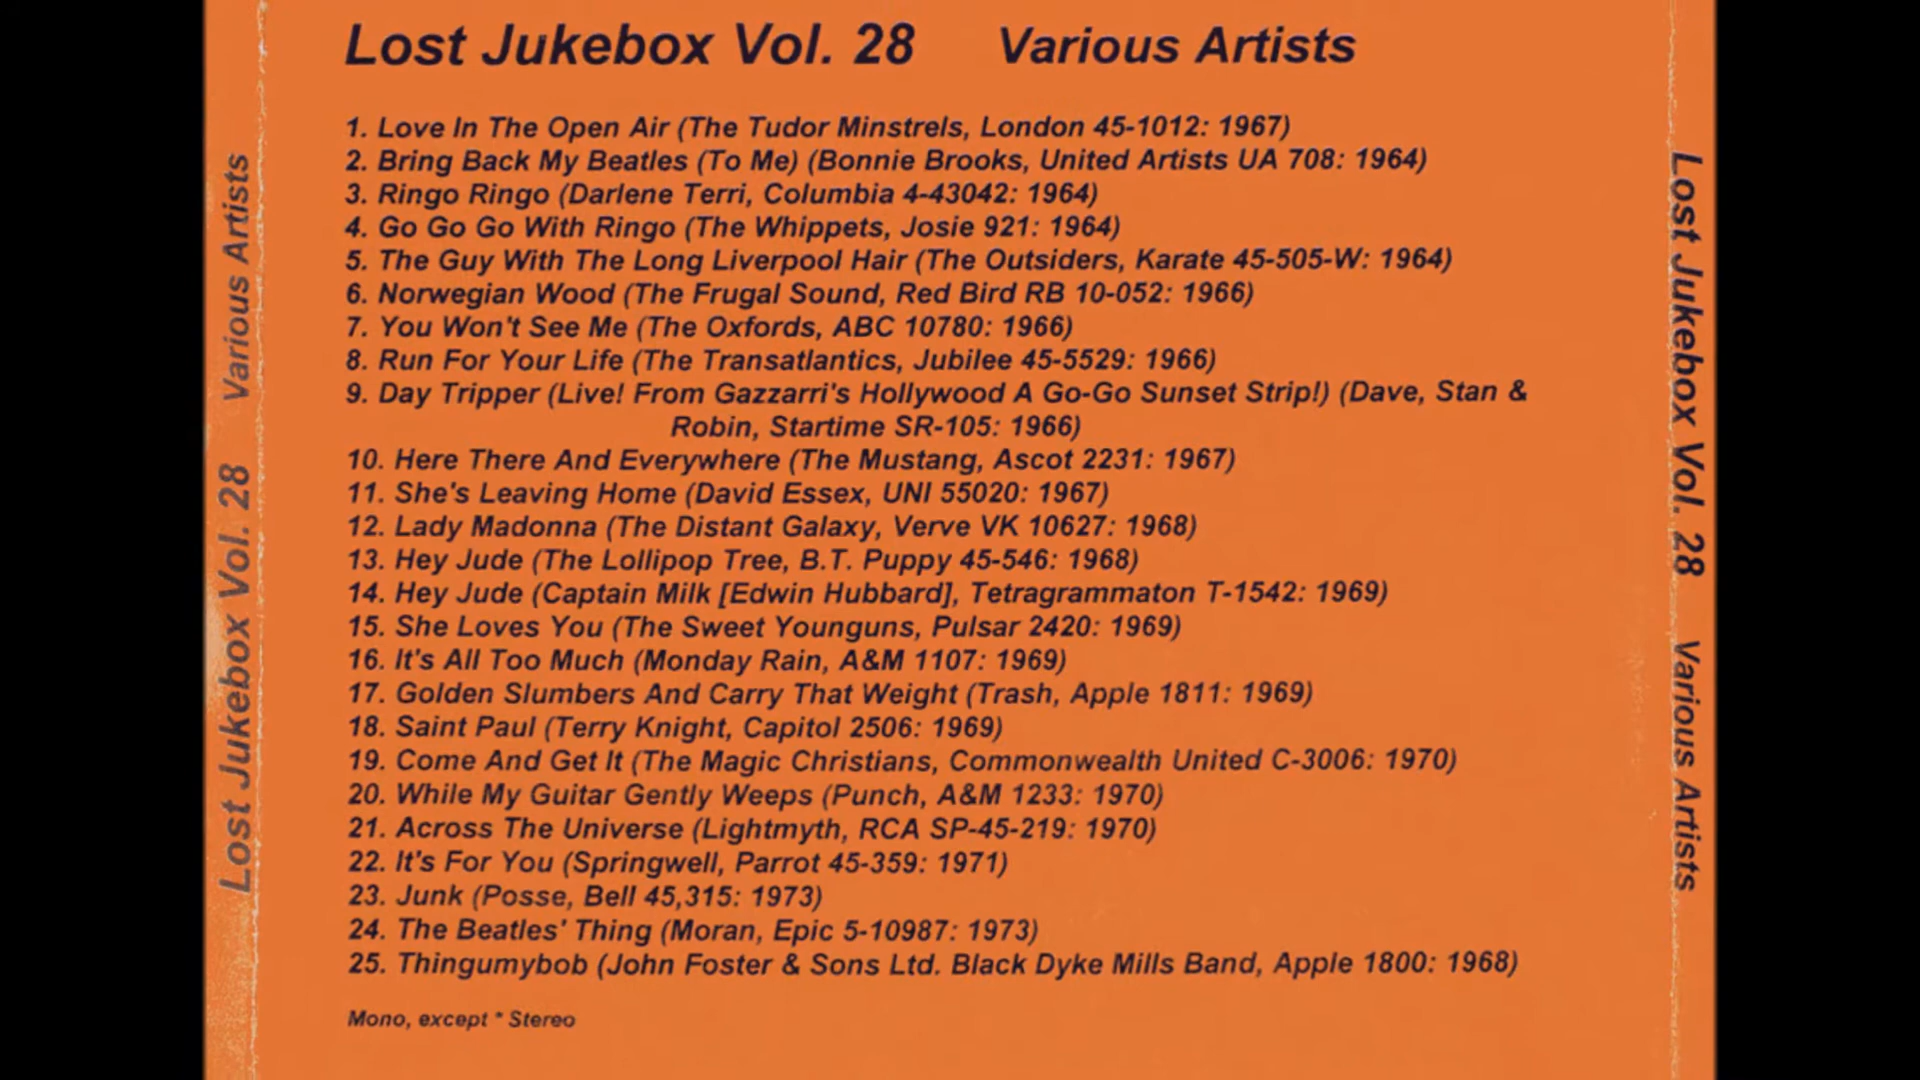 Lost Jukebox Vol. 28 Various Artists
1. Love In The Open Air (The Tudor Minstrels, London 45-1012: 1967)
2. Bring Back My Beatles (To Me) (Bonnie Brooks, United Artists UA 708: 1964)
3. Ringo Ringo (Darlene Terri, Columbia 4-43042: 1964)
4. Go Go Go With Ringo (The Whippets, Josie 921: 1964)
5. The Guy With The Long Liverpool Hair (The Outsiders, Karate 45-505-W: 1964)
6. Norwegian Wood (The Frugal Sound, Red Bird RB 10-052: 1966)
7. You Won't See Me (The Oxfords, ABC 10780: 1966)
8. Run For Your Life (The Transatlantics, Jubilee 45-5529: 1966)
9. Day Tripper (Live! From Gazzarri's Hollywood A Go-Go Sunset Strip!) (Dave, Stan &
Robin, Startime SR-105: 1966)
10. Here There And Everywhere (The Mustang, Ascot 2231: 1967)
11. She's Leaving Home (David Essex, UNI 55020: 1967)
12. Lady Madonna (The Distant Galaxy, Verve VK 10627: 1968)
13. Hey Jude (The Lollipop Tree, B.T. Puppy 45-546: 1968)
14. Hey Jude (Captain Milk [Edwin Hubbard], Tetragrammaton T-1542: 1969)
15. She Loves You (The Sweet Younguns, Pulsar 2420: 1969)
16. It's All Too Much (Monday Rain, A&M 1107: 1969)
17. Golden Slumbers And Carry That Weight (Trash, Apple 1811: 1969)
18. Saint Paul (Terry Knight, Capitol 2506: 1969)
19. Come And Get It (The Magic Christians, Commonwealth United C-3006: 1970)
20. While My Guitar Gently Weeps (Punch, A&M 1233: 1970)
21. Across The Universe (Lightmyth, RCA SP-45-219: 1970)
22. It's For You (Springwell, Parrot 45-359: 1971)
23. Junk (Posse, Bell 45,315: 1973)
24. The Beatles' Thing (Moran, Epic 5-10987: 1973)
25. Thingumybob (John Foster & Sons Ltd. Black Dyke Mills Band, Apple 1800: 1968)
Mono, except * Stereo
Lost Jukebox Vol. 28 Various Artists
Lost Jukebox Vol. 28 Various Artists